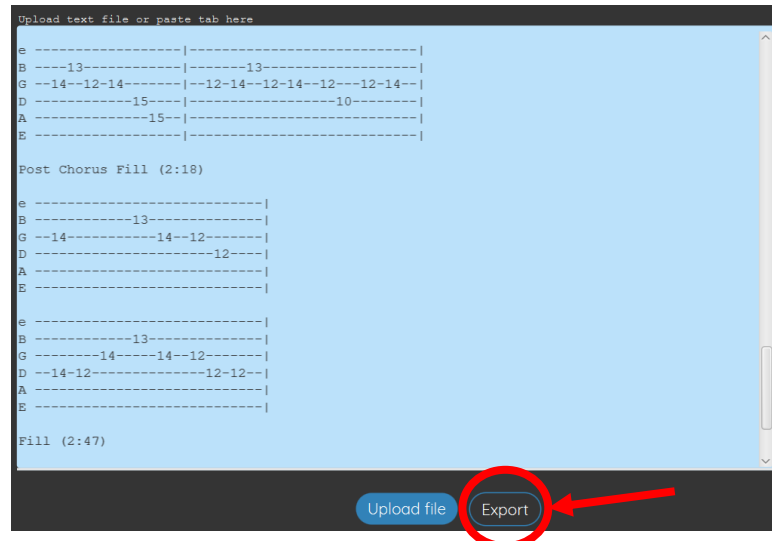 Upload text file or paste tab here
e ------------------|----------------------------|
B ----13------------|-------13-------------------|
G --14--12-14-------|--12-14--12-14--12---12-14--|
D ------------15----|------------------10--------|
A --------------15--|----------------------------|
E ------------------|----------------------------|
Post Chorus Fill (2:18)
e ----------------------------|
B ------------13--------------|
G --14-----------14--12-------|
D ----------------------12----|
A ----------------------------|
E ----------------------------|
e ----------------------------|
B ------------13--------------|
G --------14-----14--12-------|
D --14-12--------------12-12--|
A ----------------------------|
E ----------------------------|
Fill (2:47)
Upload file Export